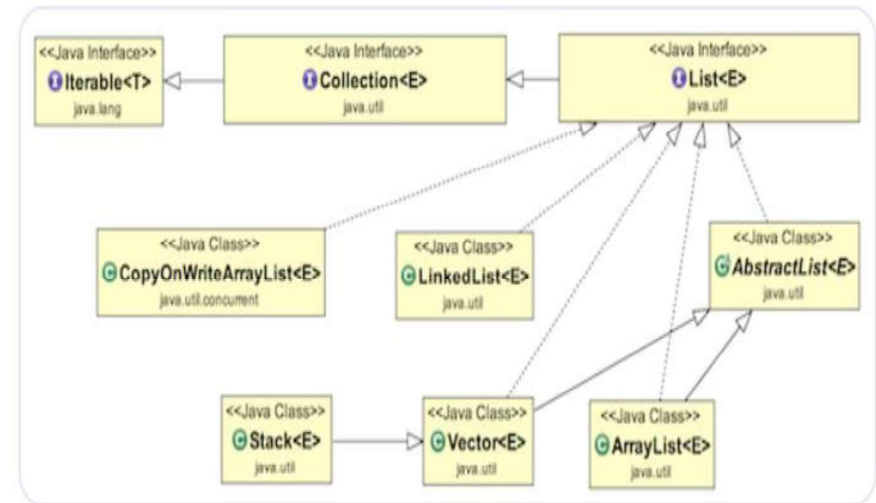 <<Java Interface>>
Iterable<T>
java.lang
<<Java Interface>>
Collection<E>
java.util
<<Java Interface>>
List<E>
java.util
<<Java Class>>
CopyOnWriteArrayList<E>
java.util.concurrent
<<Java Class>>
LinkedList<E>
java.util
<<Java Class>>
AbstractList<E>
java.util
<<Java Class>>
Stack<E>
java.util
<<Java Class>>
Vector<E>
java.util
<<Java Class>>
ArrayList<E>
java.util